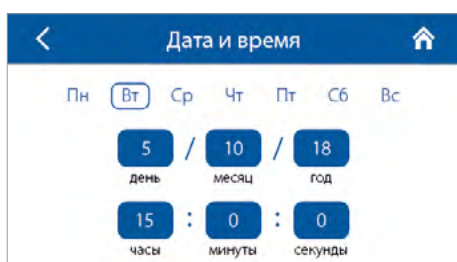 Дата и время
Пн Вт Ср Чт Пт Сб Вс
5 / 10 / 18
день месяц год
15 : 0 : 0
часы минуты секунды